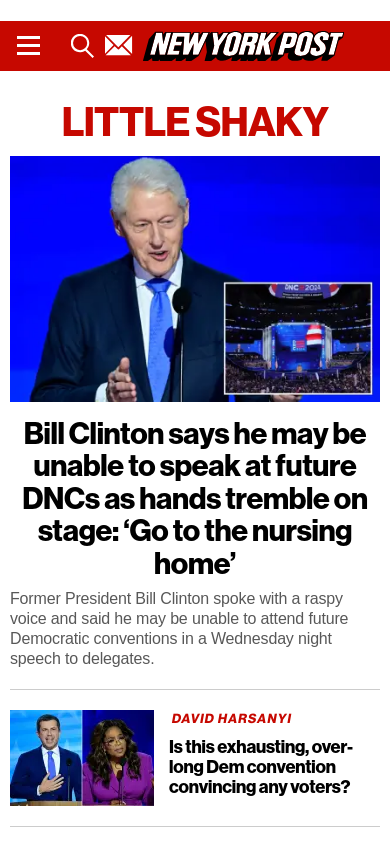 NEW YORK POST
LITTLE SHAKY
DNC 2024
Bill Clinton says he may be
unable to speak at future
DNCs as hands tremble on
stage: ‘Go to the nursing
home’
Former President Bill Clinton spoke with a raspy
voice and said he may be unable to attend future
Democratic conventions in a Wednesday night
speech to delegates.
DAVID HARSANYI
Is this exhausting, over-
long Dem convention
convincing any voters?